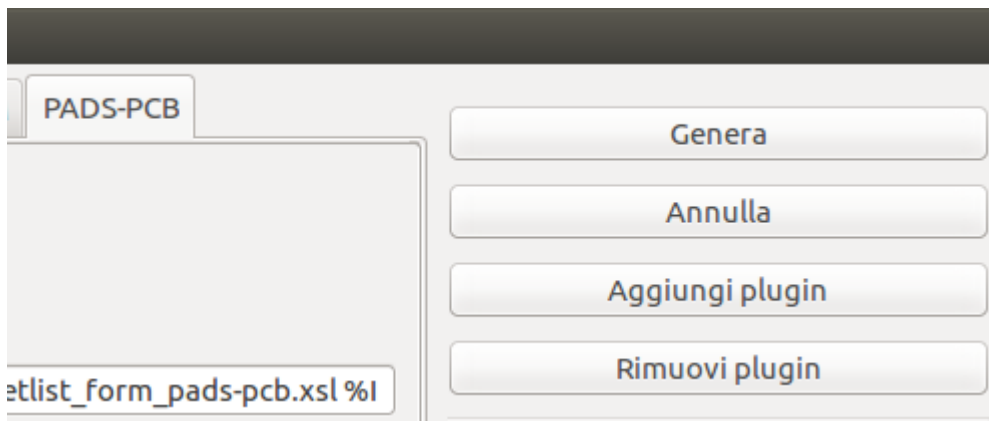 PADS-PCB
Genera
Annulla
Aggiungi plugin
Rimuovi plugin
etlist_form_pads-pcb.xsl %I